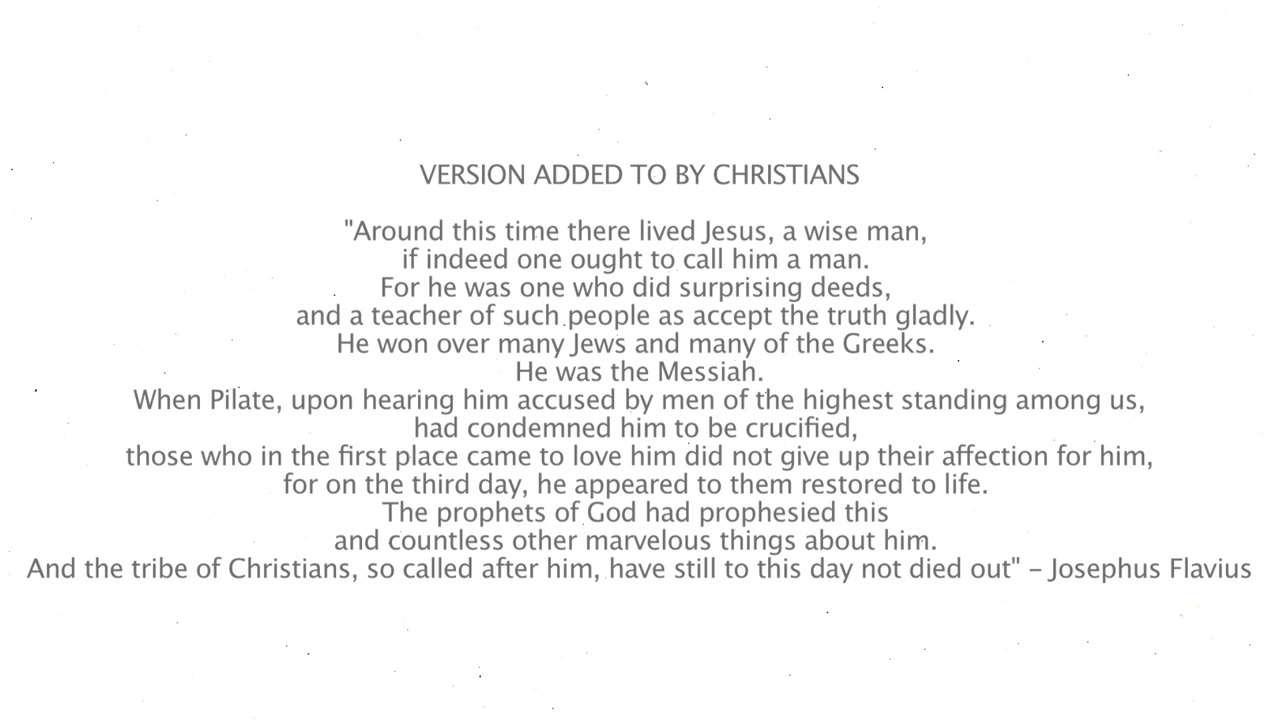 VERSION ADDED TO BY CHRISTIANS
"Around this time there lived Jesus, a wise man,
if indeed one ought to call him a man.
For he was one who did surprising deeds,
and a teacher of such people as accept the truth gladly.
He won over many Jews and many of the Greeks.
He was the Messiah.
When Pilate, upon hearing him accused by men of the highest standing among us,
had condemned him to be crucified,
those who in the first place came to love him did not give up their affection for him,
for on the third day, he appeared to them restored to life.
The prophets of God had prophesied this
and countless other marvelous things about him.
And the tribe of Christians, so called after him, have still to this day not died out" – Josephus Flavius